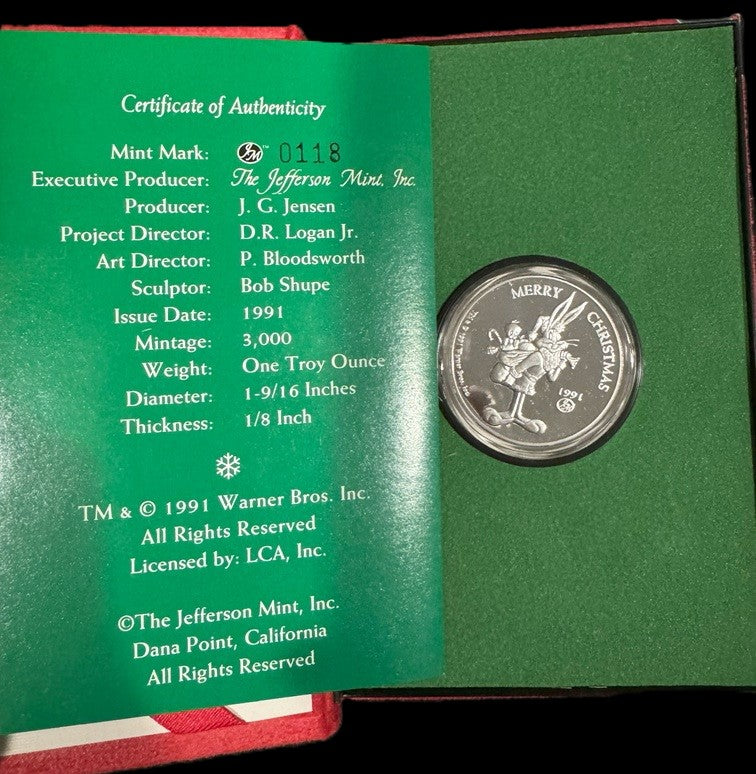 Certificate of Authenticity
Mint Mark: JM™ 0118
Executive Producer: The Jefferson Mint, Inc.
Producer: J. G. Jensen
Project Director: D.R. Logan Jr.
Art Director: P. Bloodsworth
Sculptor: Bob Shupe
Issue Date: 1991
Mintage: 3,000
Weight: One Troy Ounce
Diameter: 1-9/16 Inches
Thickness: 1/8 Inch
TM & © 1991 Warner Bros. Inc.
All Rights Reserved
Licensed by: LCA, Inc.
©The Jefferson Mint, Inc.
Dana Point, California
All Rights Reserved
MERRY CHRISTMAS
1991
JM